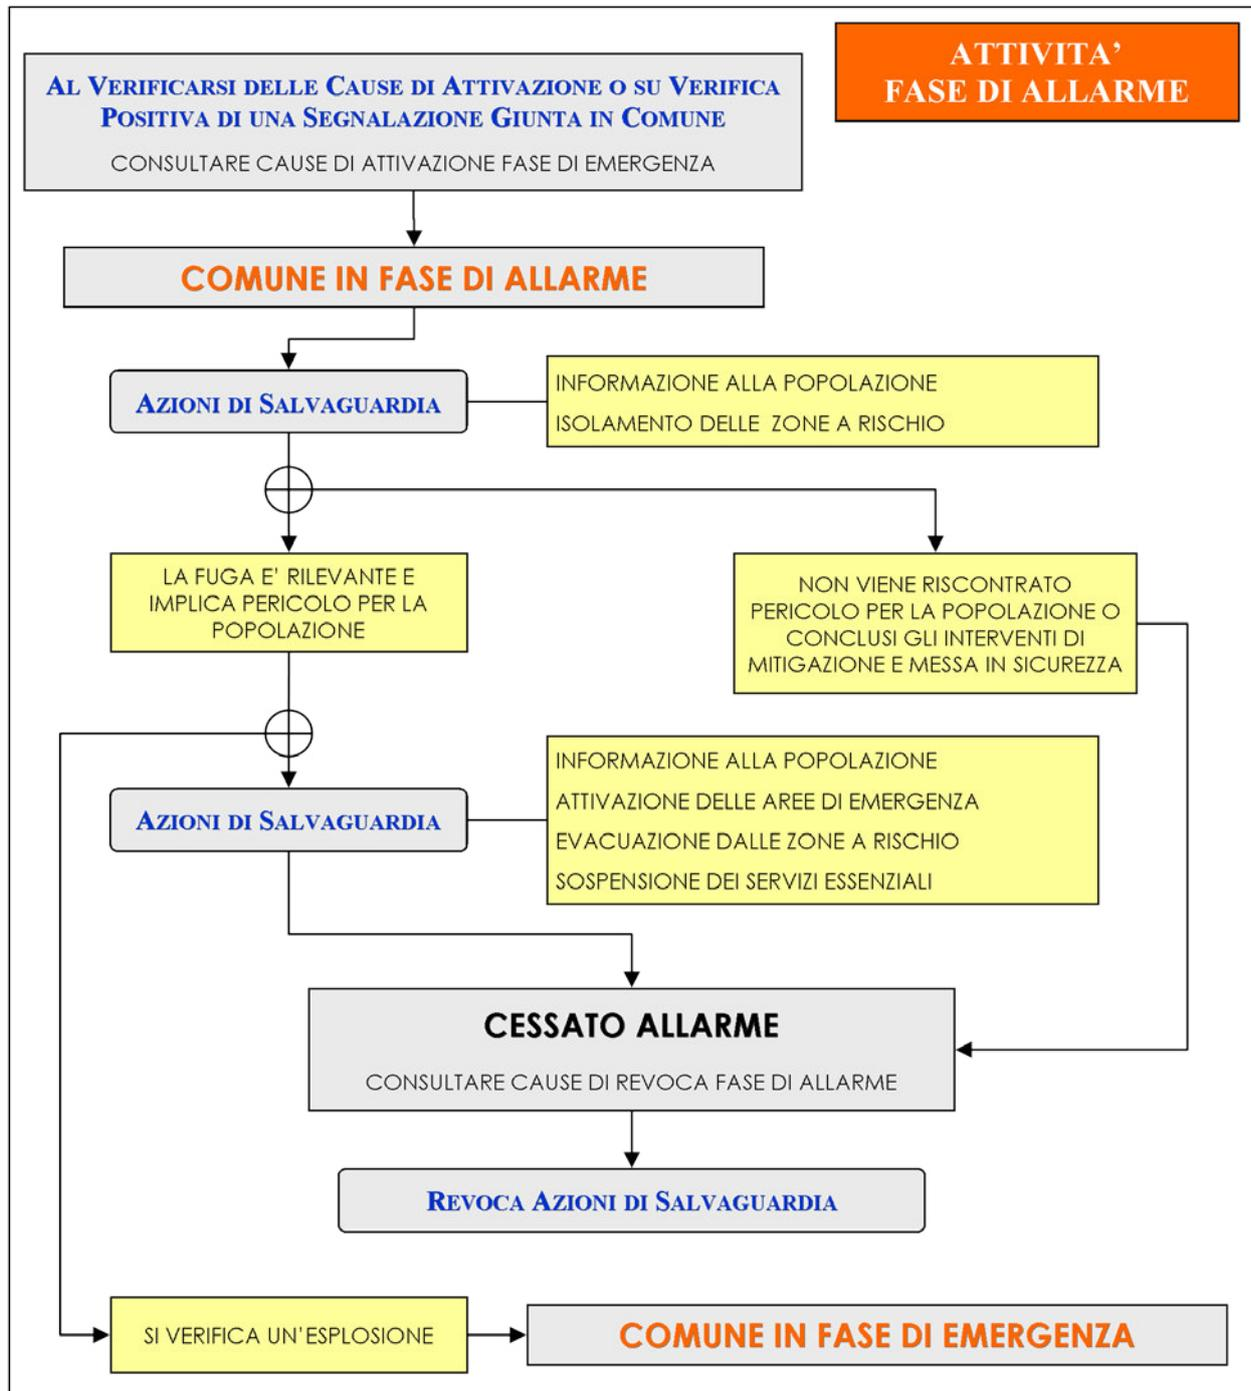 ATTIVITA'
FASE DI ALLARME
AL VERIFICARSI DELLE CAUSE DI ATTIVAZIONE O SU VERIFICA
POSITIVA DI UNA SEGNALAZIONE GIUNTA IN COMUNE
CONSULTARE CAUSE DI ATTIVAZIONE FASE DI EMERGENZA
COMUNE IN FASE DI ALLARME
AZIONI DI SALVAGUARDIA
INFORMAZIONE ALLA POPOLAZIONE
ISOLAMENTO DELLE ZONE A RISCHIO
LA FUGA E' RILEVANTE E
IMPLICA PERICOLO PER LA
POPOLAZIONE
NON VIENE RISCONTRATO
PERICOLO PER LA POPOLAZIONE O
CONCLUSI GLI INTERVENTI DI
MITIGAZIONE E MESSA IN SICUREZZA
AZIONI DI SALVAGUARDIA
INFORMAZIONE ALLA POPOLAZIONE
ATTIVAZIONE DELLE AREE DI EMERGENZA
EVACUAZIONE DALLE ZONE A RISCHIO
SOSPENSIONE DEI SERVIZI ESSENZIALI
CESSATO ALLARME
CONSULTARE CAUSE DI REVOCA FASE DI ALLARME
REVOCA AZIONI DI SALVAGUARDIA
SI VERIFICA UN'ESPLOSIONE
COMUNE IN FASE DI EMERGENZA